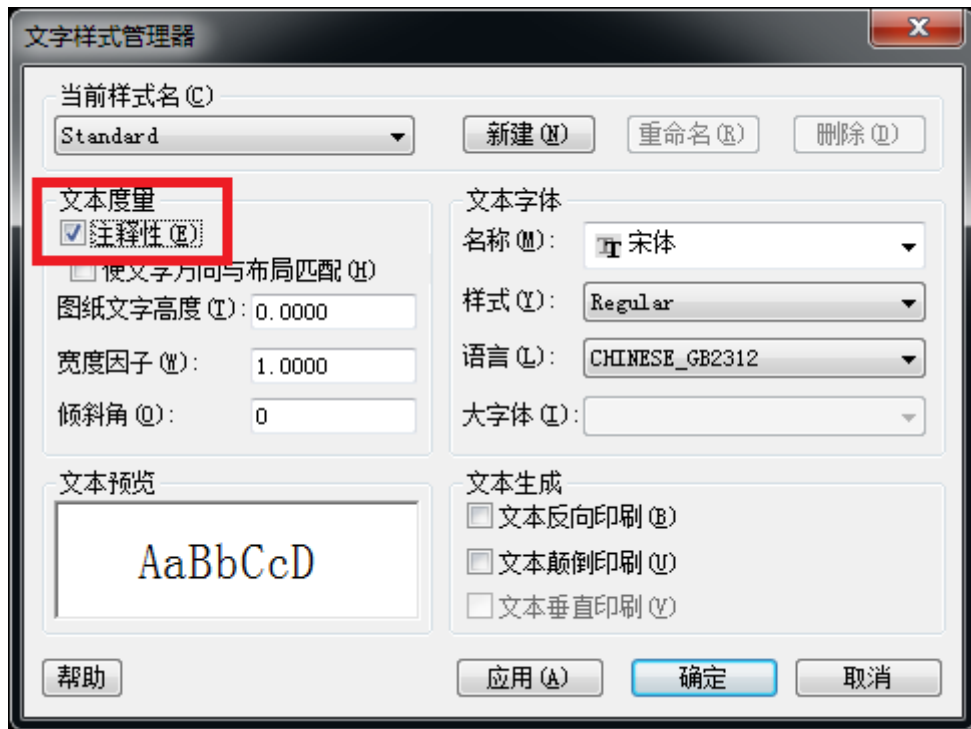 文字样式管理器
当前样式名(C)
Standard 新建(N) 重命名(R) 删除(D)
文本度量
注释性(E)
使文字方向与布局匹配(H)
图纸文字高度(T): 0.0000
宽度因子(W): 1.0000
倾斜角(O): 0
文本字体
名称(M): 宋体
样式(Y): Regular
语言(L): CHINESE_GB2312
大字体(I):
文本预览
AaBbCcD
文本生成
文本反向印刷(B)
文本颠倒印刷(U)
文本垂直印刷(V)
帮助 应用(A) 确定 取消